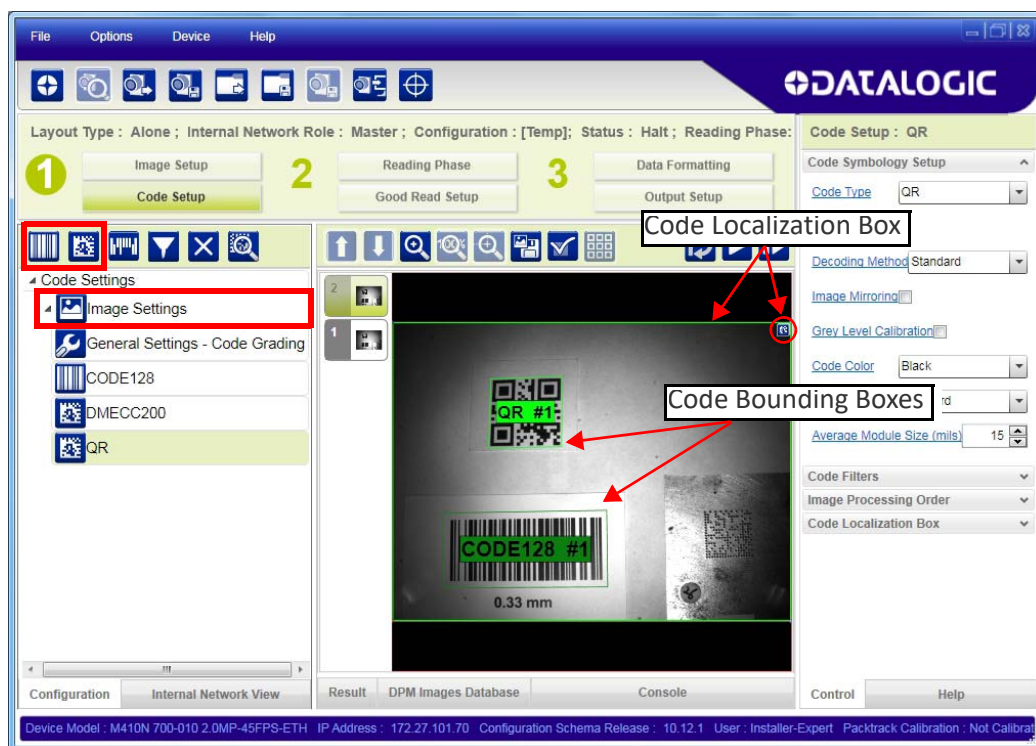 File Options Device Help
DATALOGIC
Layout Type : Alone ; Internal Network Role : Master ; Configuration : [Temp]; Status : Halt ; Reading Phase:
1 Image Setup 2 Reading Phase 3 Data Formatting
Code Setup Good Read Setup Output Setup
Code Settings
Image Settings
General Settings - Code Grading
CODE128
DMECC200
QR
Configuration Internal Network View
Code Localization Box
100%
2
1
QR #1
Code Bounding Boxes
CODE128 #1
0.33 mm
Result DPM Images Database Console
Code Setup : QR
Code Symbology Setup
Code Type QR
Decoding Method Standard
Image Mirroring
Grey Level Calibration
Code Color Black
rd
Average Module Size (mils) 15
Code Filters
Image Processing Order
Code Localization Box
Control Help
Device Model : M410N 700-010 2.0MP-45FPS-ETH IP Address : 172.27.101.70 Configuration Schema Release : 10.12.1 User : Installer-Expert Packtrack Calibration : Not Calibrat